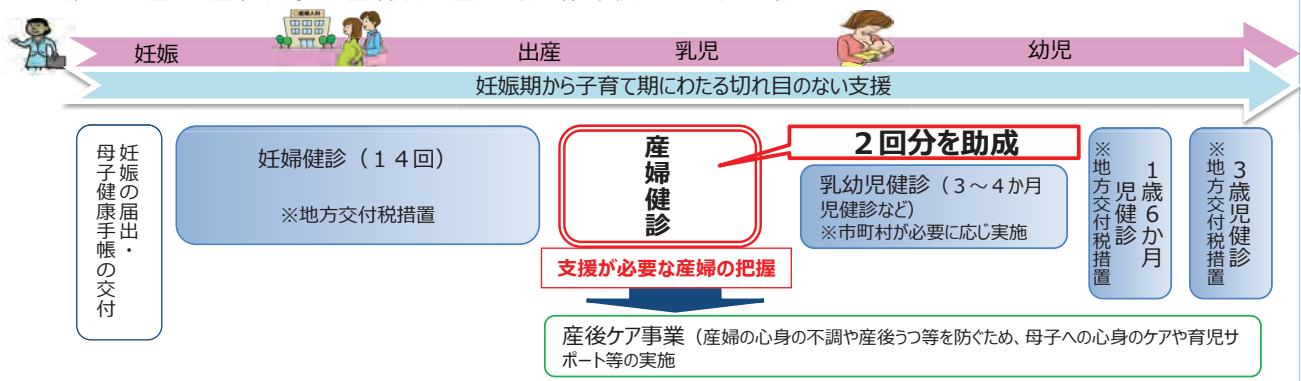 産婦人科
妊娠
出産
乳児
幼児
妊娠期から子育て期にわたる切れ目のない支援
妊娠の届出・
母子健康手帳の交付
妊婦健診(14回)
※地方交付税措置
産婦健診
2回分を助成
乳幼児健診(3~4か月
児健診など)
※市町村が必要に応じ実施
1歳6か月
児健診
※地方交付税措置
3歳児健診
※地方交付税措置
支援が必要な産婦の把握
産後ケア事業(産婦の心身の不調や産後うつ等を防ぐため、母子への心身のケアや育児サ
ポート等の実施